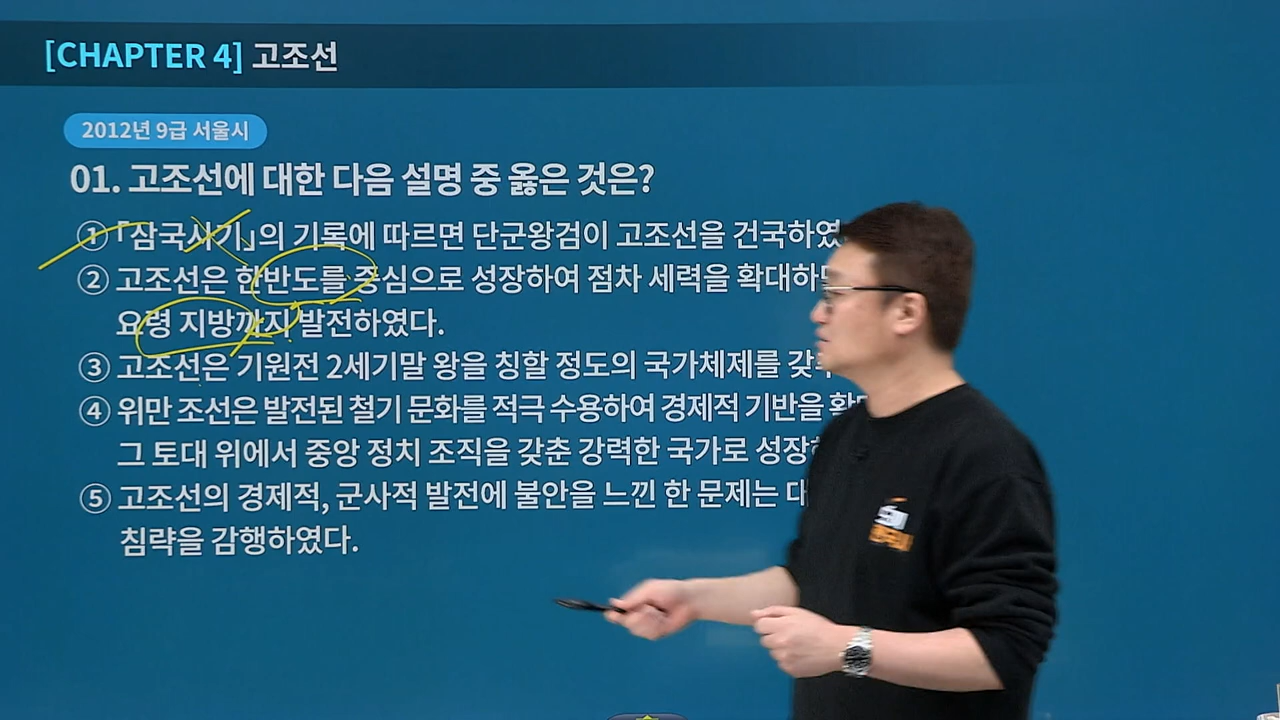 [CHAPTER 4] 고조선
2012년 9급 서울시
01. 고조선에 대한 다음 설명 중 옳은 것은?
① 「삼국사기」의 기록에 따르면 단군왕검이 고조선을 건국하였
② 고조선은 한반도를 중심으로 성장하여 점차 세력을 확대하
요령 지방까지 발전하였다.
③ 고조선은 기원전 2세기말 왕을 칭할 정도의 국가체제를
④ 위만 조선은 발전된 철기 문화를 적극 수용하여 경제적 기반을
그 토대 위에서 중앙 정치 조직을 갖춘 강력한 국가로 성장
⑤ 고조선의 경제적, 군사적 발전에 불안을 느낀 한 문제는 대
침략을 감행하였다.